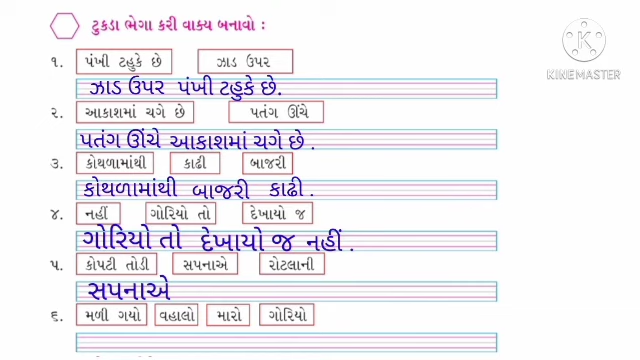 ટુકડા ભેગા કરી વાક્ય બનાવો :
KINEMASTER
૧. પંખી ટહુકે છે ઝાડ ઉપર
ઝાડ ઉપર પંખી ટહુકે છે.
૨. આકાશમાં ચગે છે પતંગ ઊંચે
પતંગ ઊંચે આકાશમાં ચગે છે .
૩. કોથળામાંથી કાઢી બાજરી
કોથળામાંથી બાજરી કાઢી .
૪. નહીં ગોરિયો તો દેખાયો જ
ગોરિયો તો દેખાયો જ નહીં .
૫. કોપટી તોડી સપનાએ રોટલાની
સપનાએ
૬. મળી ગયો વહાલો મારો ગોરિયો